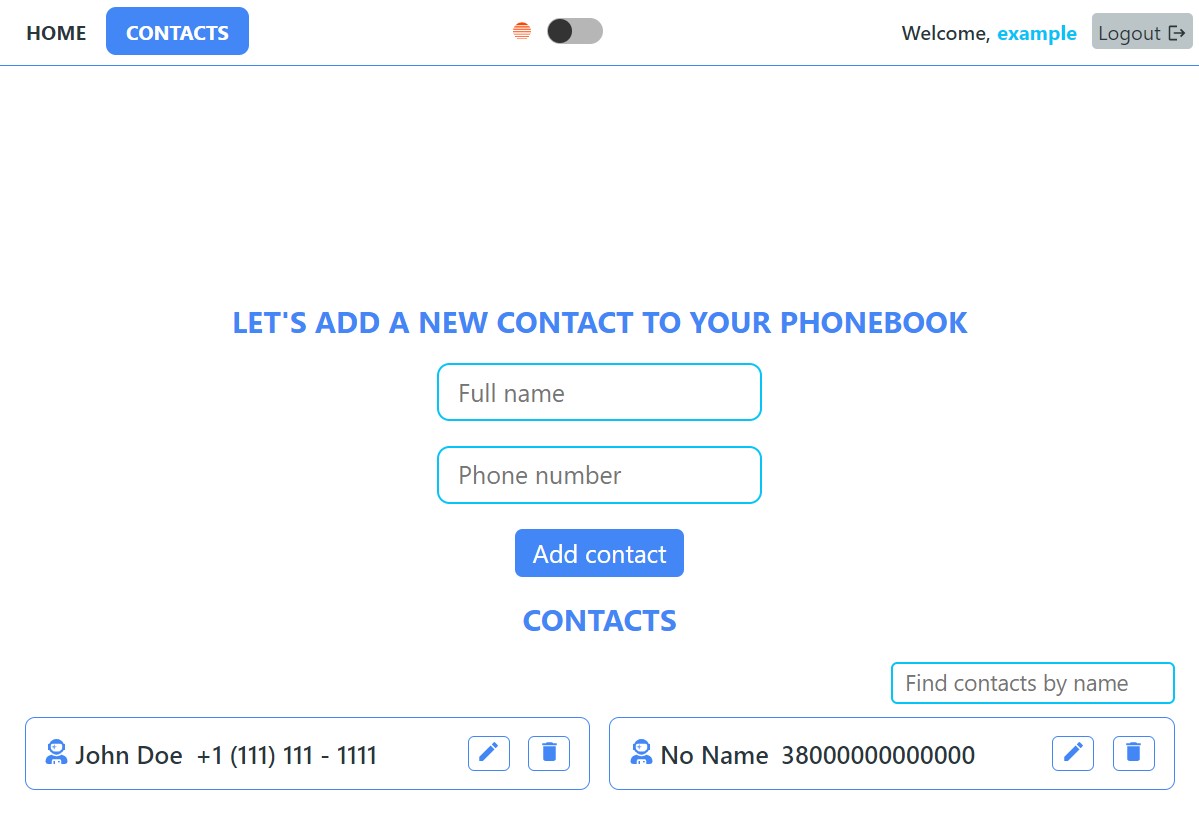 HOME CONTACTS Welcome, example Logout
LET'S ADD A NEW CONTACT TO YOUR PHONEBOOK
Full name
Phone number
Add contact
CONTACTS
Find contacts by name
John Doe +1 (111) 111 - 1111 No Name 38000000000000